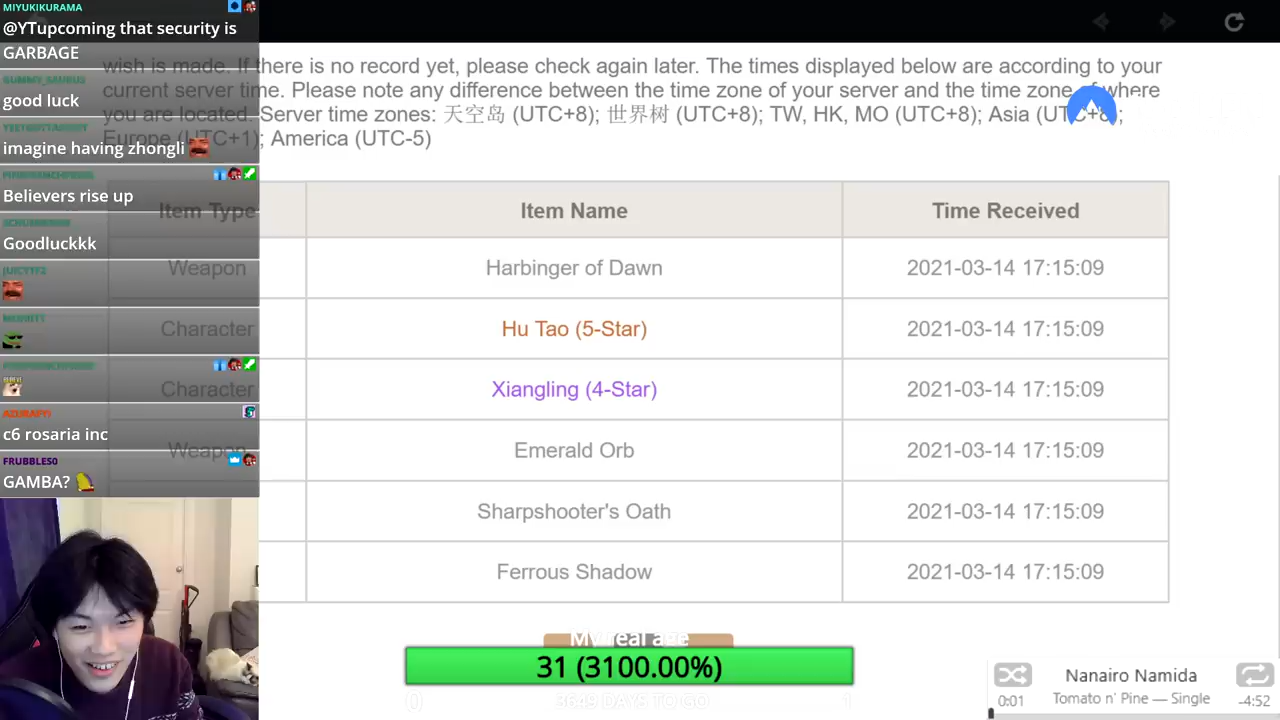 MIYUKIKURAMA
@YTupcoming that security is
GARBAGE
good luck
imagine having zhongli
Believers rise up
Goodluckkk
c6 rosaria inc
FRUBBLES0
GAMBA?
wish is made. If there is no record yet, please check again later. The times displayed below are according to your
current server time. Please note any difference between the time zone of your server and the time zone of where
you are located. Server time zones: 天空岛 (UTC+8); 世界树 (UTC+8); TW, HK, MO (UTC+8); Asia (UTC+8);
Europe (UTC+1); America (UTC-5)
Item Type Item Name Time Received
Weapon Harbinger of Dawn 2021-03-14 17:15:09
Character Hu Tao (5-Star) 2021-03-14 17:15:09
Character Xiangling (4-Star) 2021-03-14 17:15:09
Weapon Emerald Orb 2021-03-14 17:15:09
Sharpshooter's Oath 2021-03-14 17:15:09
Ferrous Shadow 2021-03-14 17:15:09
My real age
31 (3100.00%)
0 3649 DAYS TO GO 1
Nanairo Namida
Tomato n' Pine — Single
0:01 -4:52